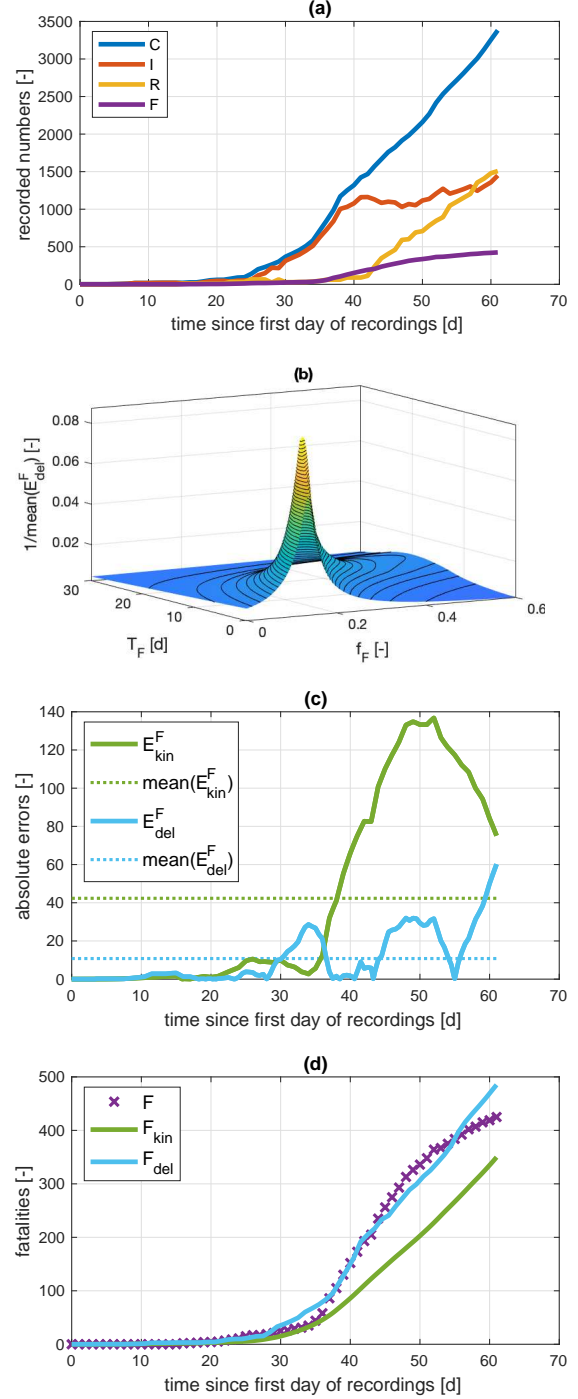 (a)
3500
3000
2500
2000
1500
1000
500
0
recorded numbers [-]
C
I
R
F
0 10 20 30 40 50 60 70
time since first day of recordings [d]
(b)
0.08
0.06
0.04
0.02
1/mean(E^F_del) [-]
30 20 10 0
T_F [d]
0 0.2 0.4 0.6
f_F [-]
(c)
140
120
100
80
60
40
20
0
absolute errors [-]
E^F_kin
mean(E^F_kin)
E^F_del
mean(E^F_del)
0 10 20 30 40 50 60 70
time since first day of recordings [d]
(d)
500
400
300
200
100
0
fatalities [-]
F
F_kin
F_del
0 10 20 30 40 50 60 70
time since first day of recordings [d]